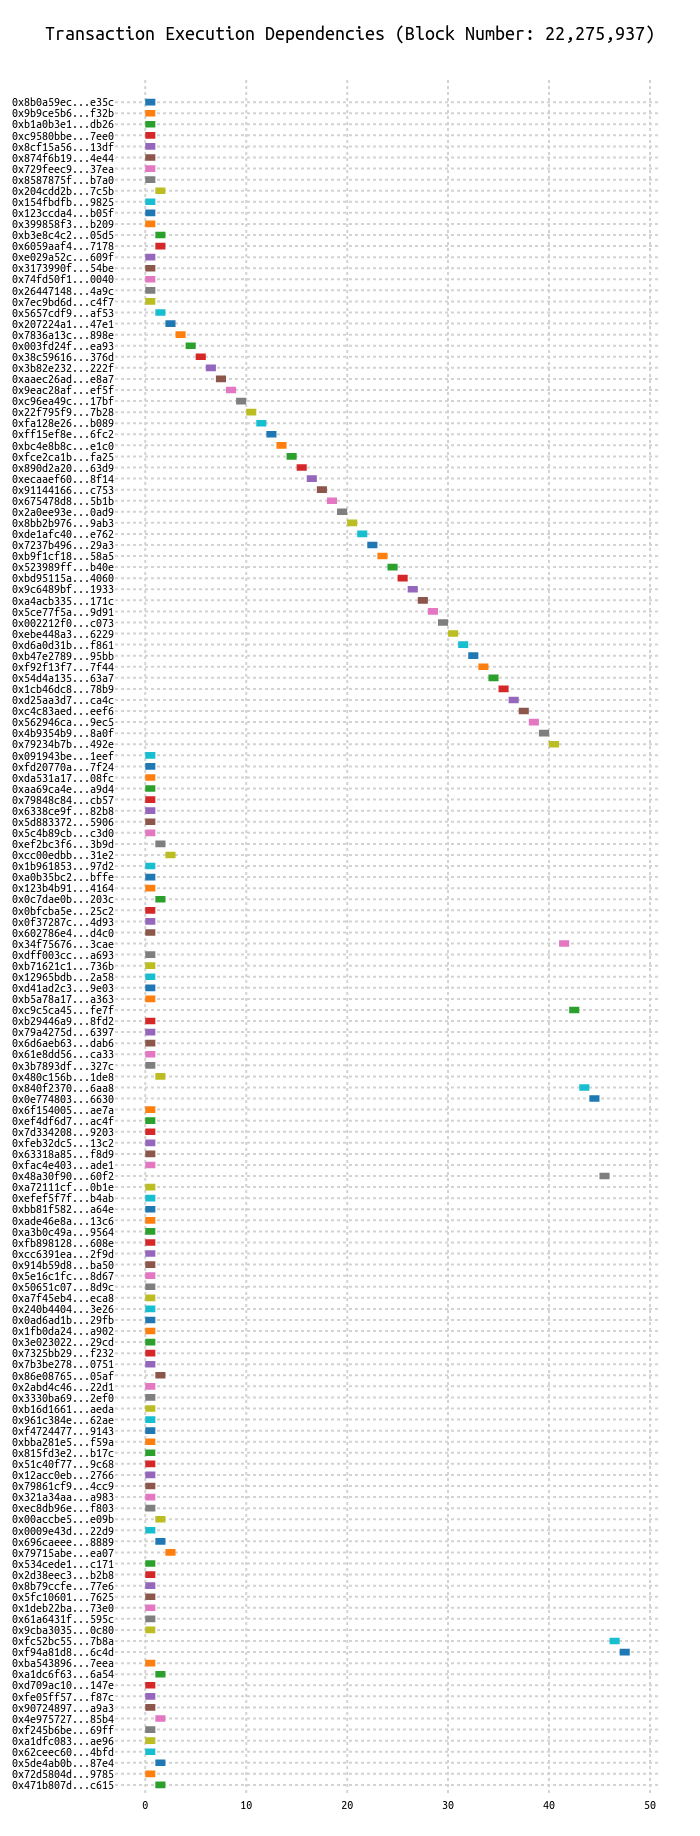 Transaction Execution Dependencies (Block Number: 22,275,937)
0x8b0a59ec...e35c
0x9b9ce5b6...f32b
0xb1a0b3e1...db26
0xc9580bbe...7ee0
0x8cf15a56...13df
0x874f6b19...4e44
0x729feec9...37ea
0x8587875f...b7a0
0x204cdd2b...7c5b
0x154fbdfb...9825
0x123ccda4...b05f
0x399858f3...b209
0xb3e8c4c2...05d5
0x6059aaf4...7178
0xe029a52c...609f
0x3173990f...54be
0x74fd50f1...0040
0x26447148...4a9c
0x7ec9bd6d...c4f7
0x5657cdf9...af53
0x207224a1...47e1
0x7836a13c...898e
0x003fd24f...ea93
0x38c59616...376d
0x3b82e232...222f
0xaaec26ad...e8a7
0x9eac28af...ef5f
0xc96ea49c...17bf
0x22f795f9...7b28
0xfa128e26...b089
0xff15ef8e...6fc2
0xbc4e8b8c...e1c0
0xfce2ca1b...fa25
0x890d2a20...63d9
0xecaaef60...8f14
0x91144166...c753
0x675478d8...5b1b
0x2a0ee93e...0ad9
0x8bb2b976...9ab3
0xde1afc40...e762
0x7237b496...29a3
0xb9f1cf18...58a5
0x523989ff...b40e
0xbd95115a...4060
0x9c6489bf...1933
0xa4acb335...171c
0x5ce77f5a...9d91
0x002212f0...c073
0xebe448a3...6229
0xd6a0d31b...f861
0xb47e2789...95bb
0xf92f13f7...7f44
0x54d4a135...63a7
0x1cb46dc8...78b9
0xd25aa3d7...ca4c
0xc4c83aed...eef6
0x562946ca...9ec5
0x4b9354b9...8a0f
0x79234b7b...492e
0x091943be...1eef
0xfd20770a...7f24
0xda531a17...08fc
0xaa69ca4e...a9d4
0x79848c84...cb57
0x6338ce9f...82b8
0x5d883372...5906
0x5c4b89cb...c3d0
0xef2bc3f6...3b9d
0xcc00edbb...31e2
0x1b961853...97d2
0xa0b35bc2...bffe
0x123b4b91...4164
0x0c7dae0b...203c
0x0bfcba5e...25c2
0x0f37287c...4d93
0x602786e4...d4c0
0x34f75676...3cae
0xdff003cc...a693
0xb71621c1...736b
0x12965bdb...2a58
0xd41ad2c3...9e03
0xb5a78a17...a363
0xc9c5ca45...fe7f
0xb29446a9...8fd2
0x79a4275d...6397
0x6d6aeb63...dab6
0x61e8dd56...ca33
0x3b7893df...327c
0x480c156b...1de8
0x840f2370...6aa8
0x0e774803...6630
0x6f154005...ae7a
0xef4df6d7...ac4f
0x7d334208...9203
0xfeb32dc5...13c2
0x63318a85...f8d9
0xfac4e403...ade1
0x48a30f90...60f2
0xa72111cf...0b1e
0xefef5f7f...b4ab
0xbb81f582...a64e
0xade46e8a...13c6
0xa3b0c49a...9564
0xfb898128...608e
0xcc6391ea...2f9d
0x914b59d8...ba50
0x5e16c1fc...8d67
0x50651c07...8d9c
0xa7f45eb4...eca8
0x240b4404...3e26
0x0ad6ad1b...29fb
0x1fb0da24...a902
0x3e023022...29cd
0x7325bb29...f232
0x7b3be278...0751
0x86e08765...05af
0x2abd4c46...22d1
0x3330ba69...2ef0
0xb16d1661...aeda
0x961c384e...62ae
0xf4724477...9143
0xbba281e5...f59a
0x815fd3e2...b17c
0x51c40f77...9c68
0x12acc0eb...2766
0x79861cf9...4cc9
0x321a34aa...a983
0xec8db96e...f803
0x00accbe5...e09b
0x0009e43d...22d9
0x696caeee...8889
0x79715abe...ea07
0x534cede1...c171
0x2d38eec3...b2b8
0x8b79ccfe...77e6
0x5fc10601...7625
0x1deb22ba...73e0
0x61a6431f...595c
0x9cba3035...0c80
0xfc52bc55...7b8a
0xf94a81d8...6c4d
0xba543896...7eea
0xa1dc6f63...6a54
0xd709ac10...147e
0xfe05ff57...f87c
0x90724897...a9a3
0x4e975727...85b4
0xf245b6be...69ff
0xa1dfc083...ae96
0x62ceec60...4bfd
0x5de4ab0b...87e4
0x72d5804d...9785
0x471b807d...c615
0 10 20 30 40 50